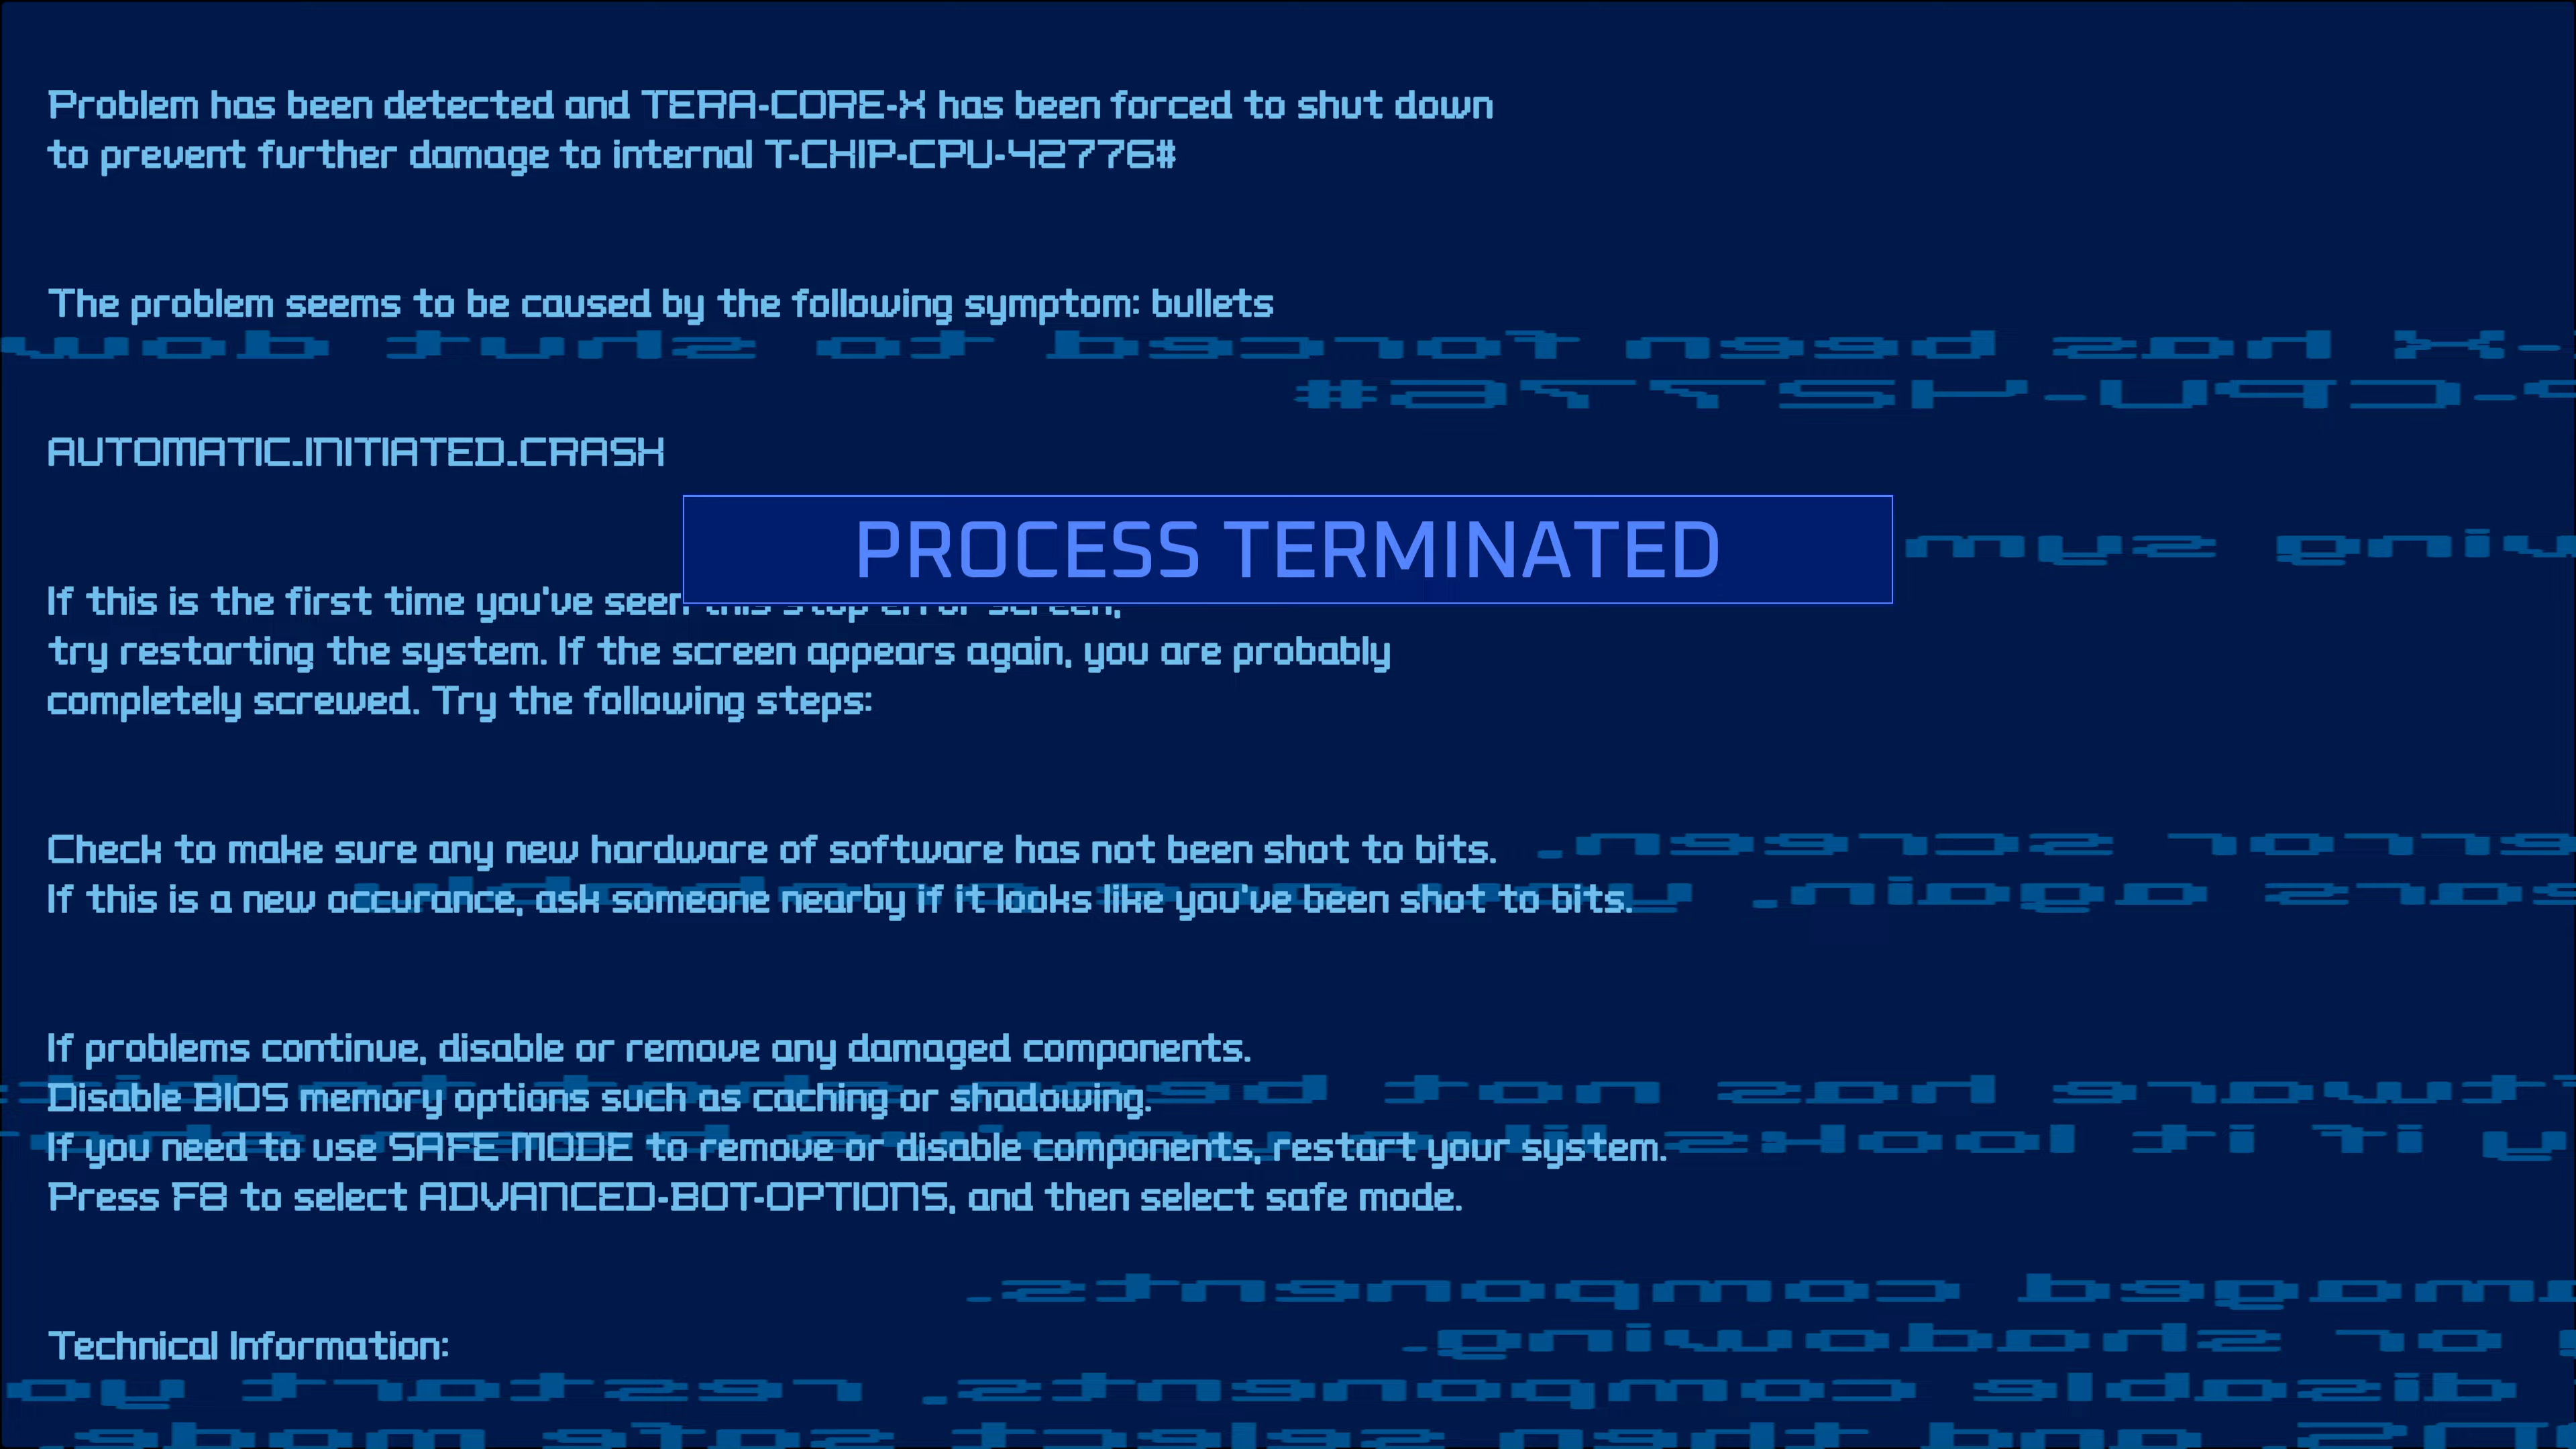 Problem has been detected and TERA-CORE-X has been forced to shut down
to prevent further damage to internal T-CHIP-CPU-42776#
The problem seems to be caused by the following symptom: bullets
AUTOMATIC_INITIATED_CRASH
PROCESS TERMINATED
If this is the first time you've seen this stop error screen,
try restarting the system. If the screen appears again, you are probably
completely screwed. Try the following steps:
Check to make sure any new hardware of software has not been shot to bits.
If this is a new occurance, ask someone nearby if it looks like you've been shot to bits.
If problems continue, disable or remove any damaged components.
Disable BIOS memory options such as caching or shadowing.
If you need to use SAFE MODE to remove or disable components, restart your system.
Press F8 to select ADVANCED-BOT-OPTIONS, and then select safe mode.
Technical Information: